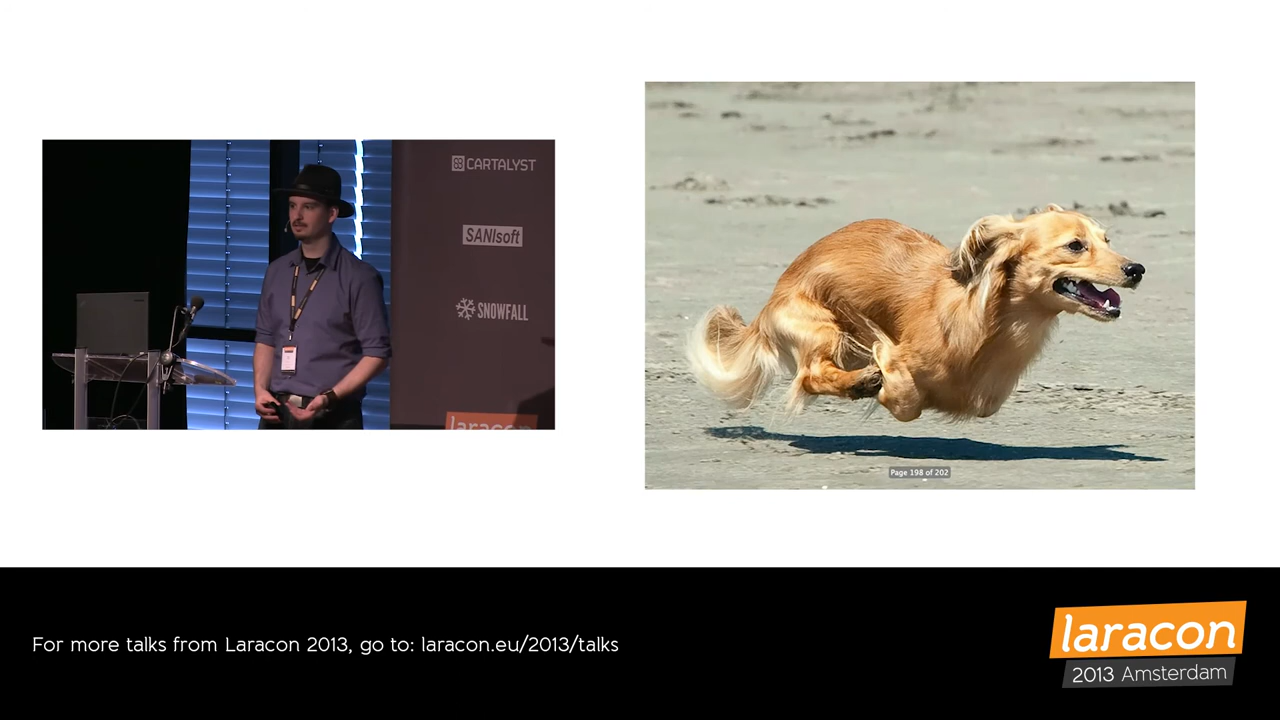 CARTALYST
SANIsoft
SNOWFALL
laracon
Page 198 of 202
For more talks from Laracon 2013, go to: laracon.eu/2013/talks
laracon
2013 Amsterdam